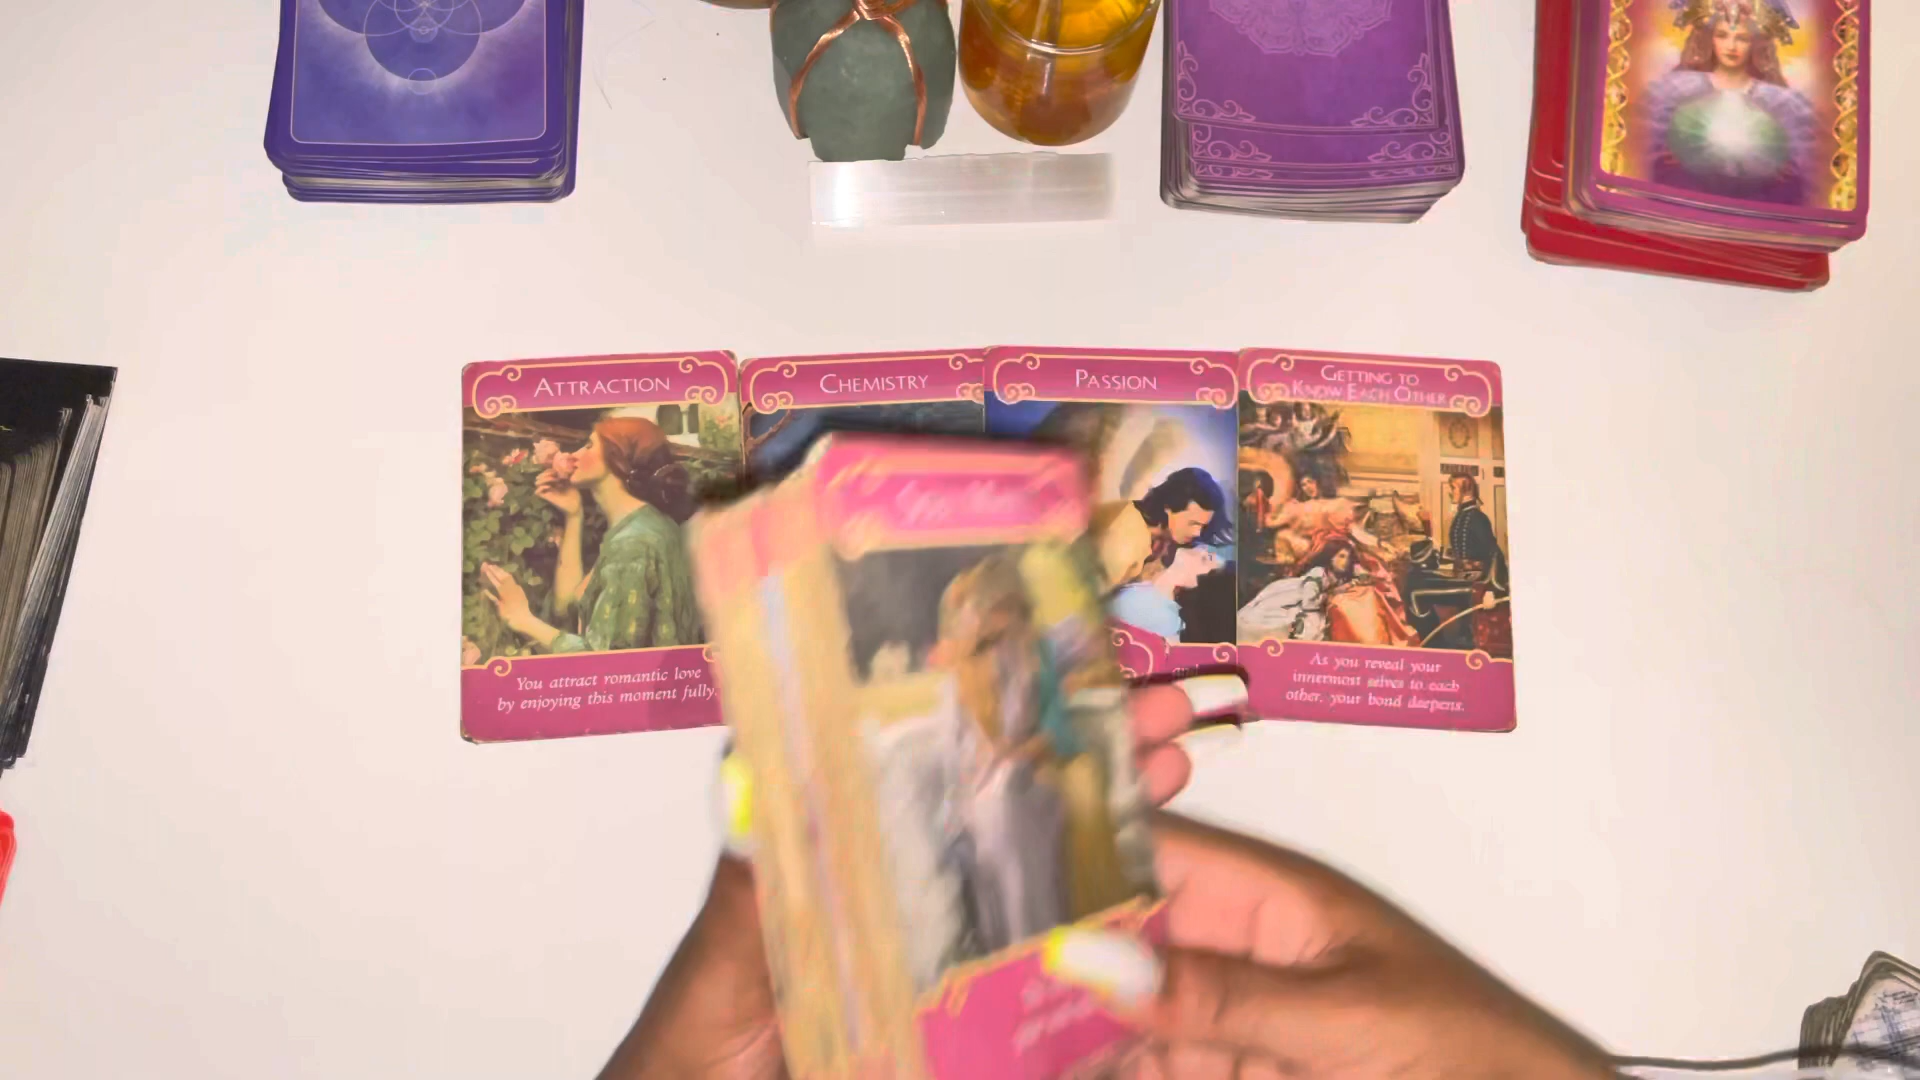 ATTRACTION
CHEMISTRY
PASSION
GETTING TO
KNOW EACH OTHER
You attract romantic love
by enjoying this moment fully.
and
As you reveal your
innermost selves to each
other, your bond deepens.